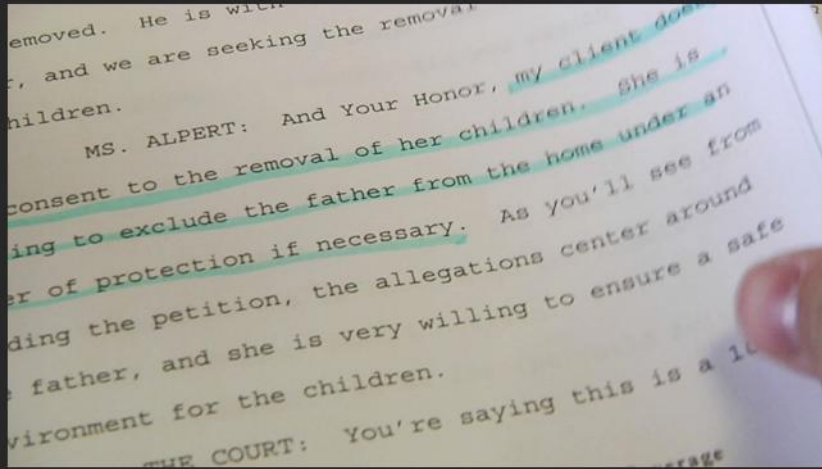 emoved. He is with
, and we are seeking the removal
hildren.
MS. ALPERT: And Your Honor, my client does
consent to the removal of her children. She is
ing to exclude the father from the home under an
er of protection if necessary. As you'll see from
ding the petition, the allegations center around
father, and she is very willing to ensure a safe
vironment for the children.
THE COURT: You're saying this is a